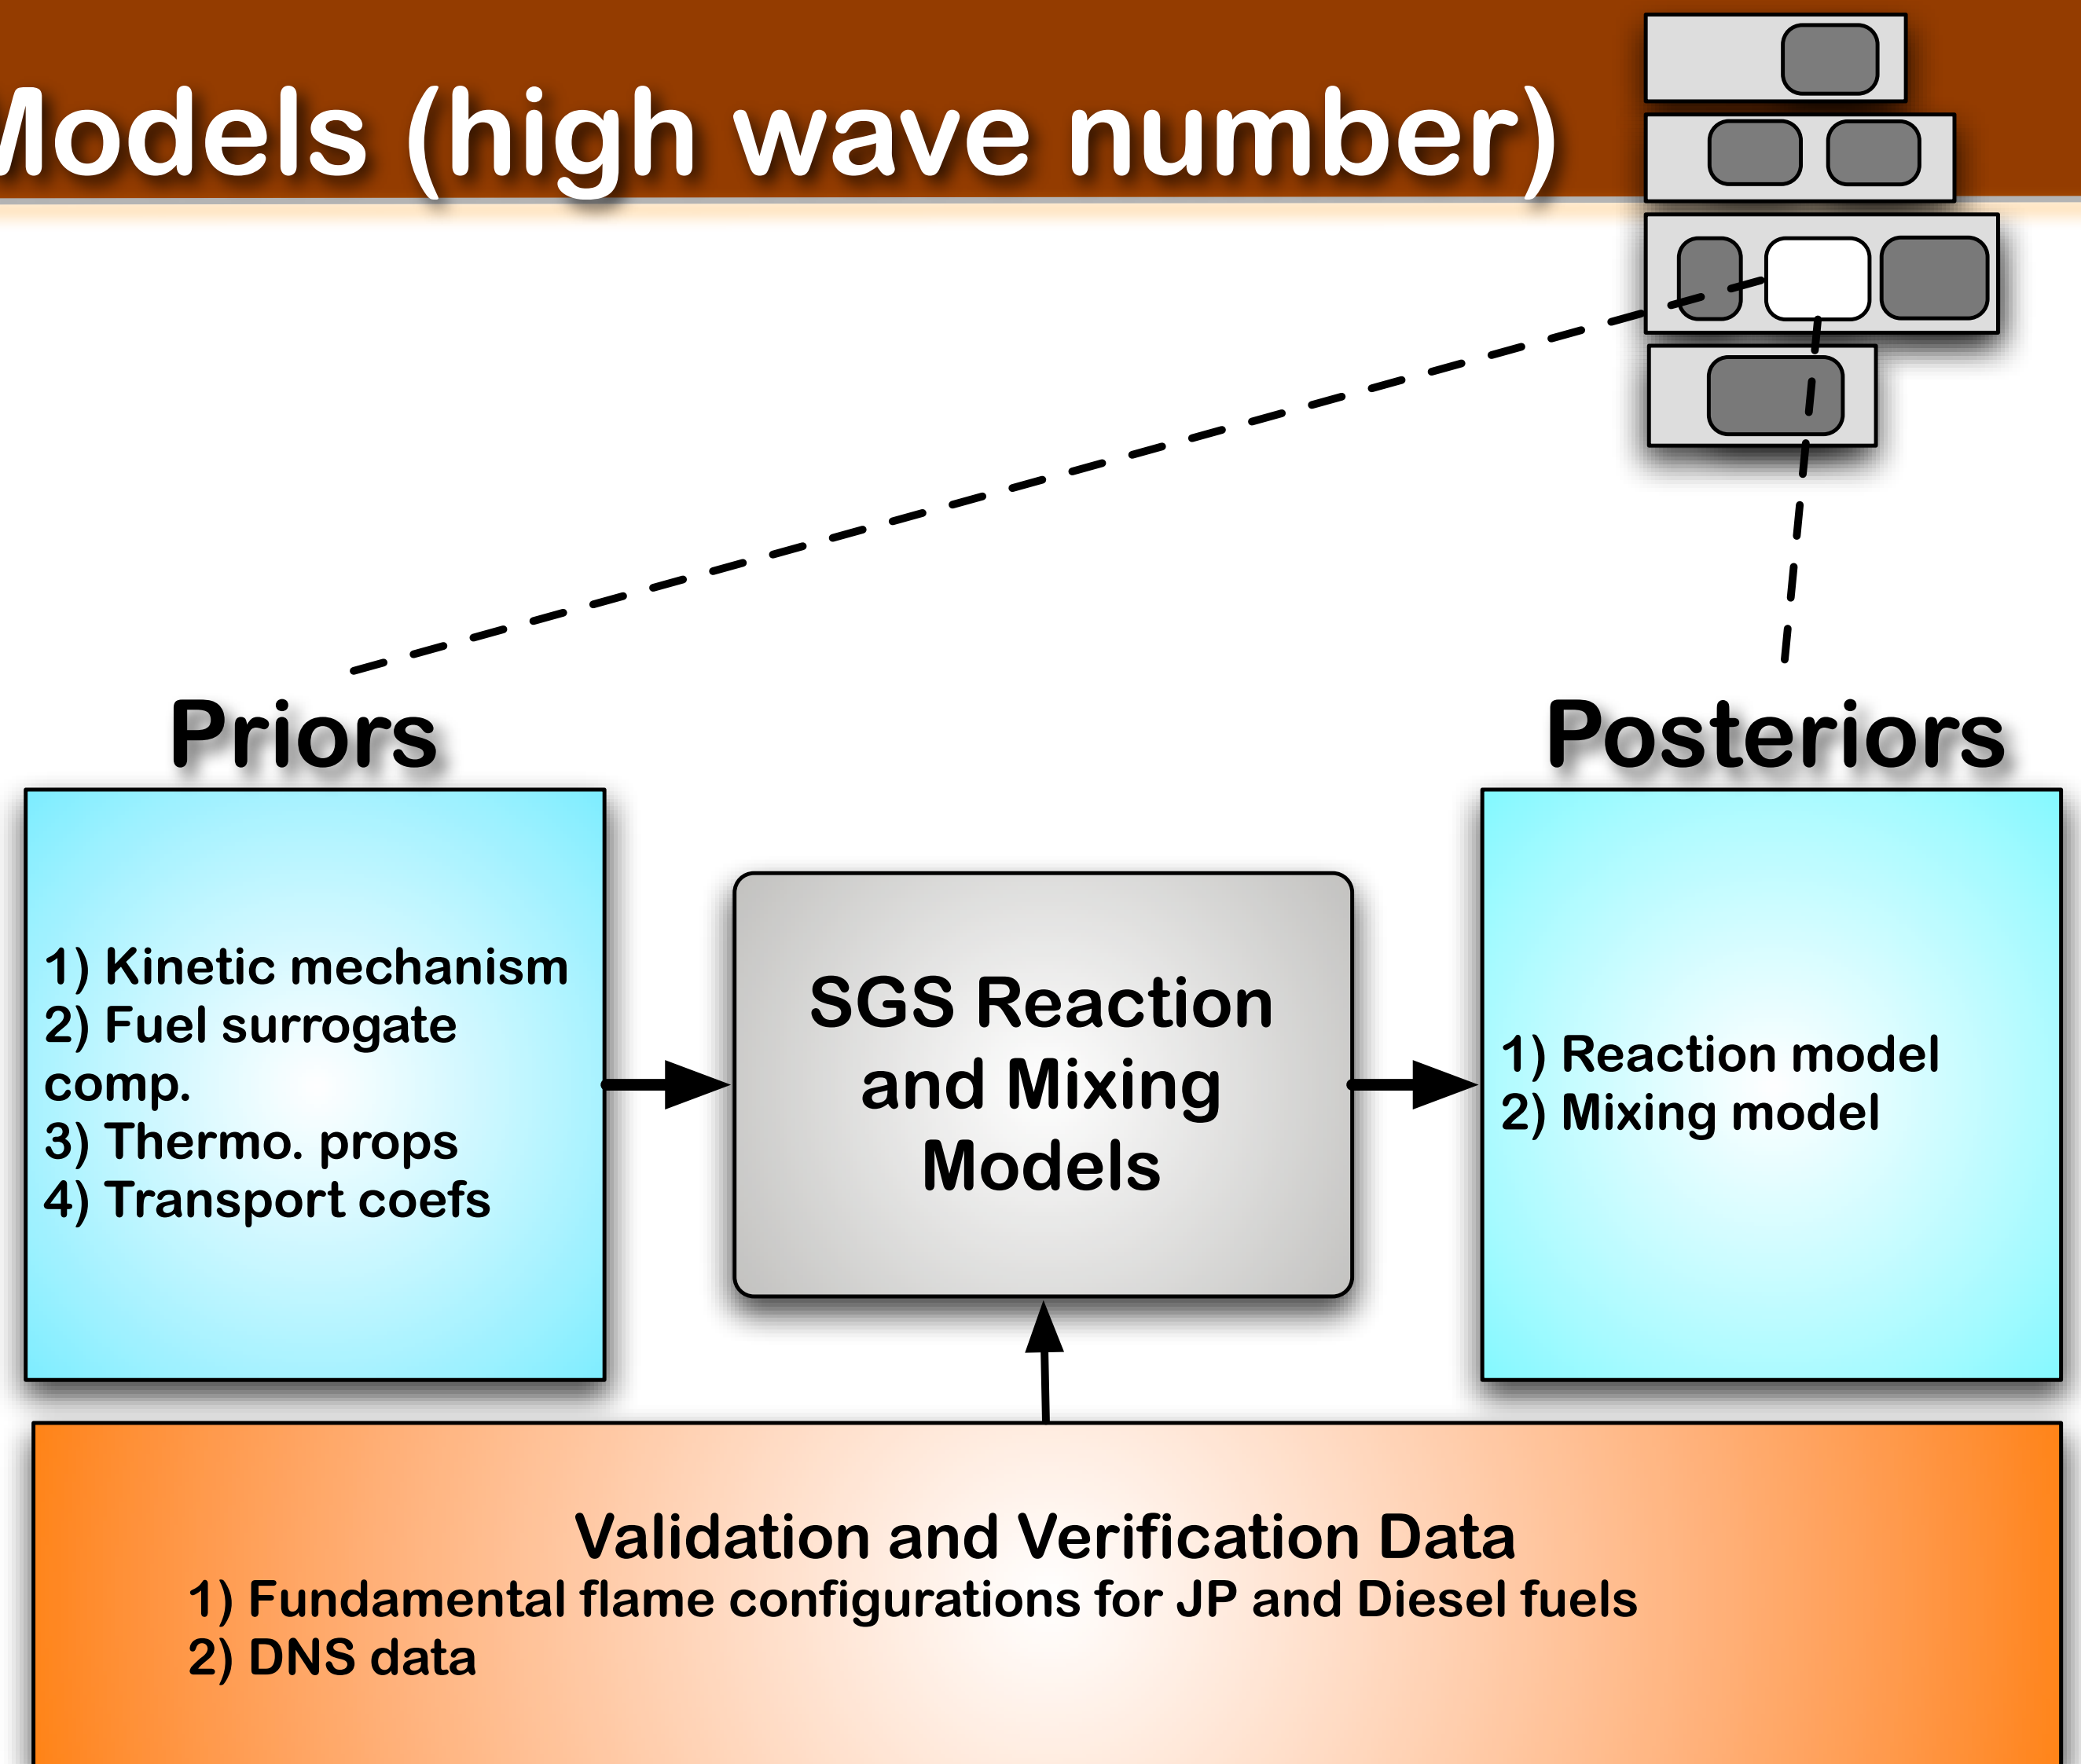 Models (high wave number)
Priors
Posteriors
1) Kinetic mechanism
2) Fuel surrogate
comp.
3) Thermo. props
4) Transport coefs
SGS Reaction
and Mixing
Models
1) Reaction model
2) Mixing model
Validation and Verification Data
1) Fundamental flame configurations for JP and Diesel fuels
2) DNS data